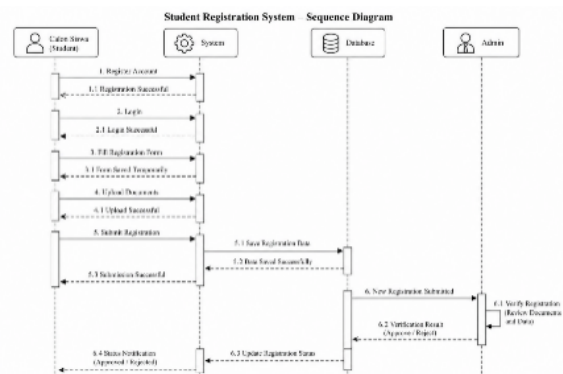 Student Registration System – Sequence Diagram
Calon Siswa
(Student)
System
Database
Admin
1. Register Account
1.1 Registration Successful
2. Login
2.1 Login Successful
3. Fill Registration Form
3.1 Form Saved Temporarily
4. Upload Documents
4.1 Upload Successful
5. Submit Registration
5.1 Save Registration Data
5.2 Data Saved Successfully
5.3 Submission Successful
6. New Registration Submitted
6.1 Verify Registration
(Review Documents
and Data)
6.2 Verification Result
(Approve / Reject)
6.3 Update Registration Status
6.4 Status Notification
(Approved / Rejected)